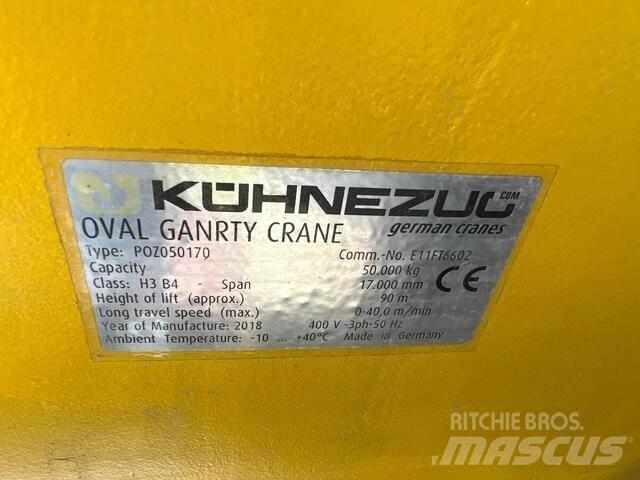 KÜHNEZUG.COM
OVAL GANRTY CRANE german cranes
Type: POZ050170 Comm.-No. E11FT6602
Capacity 50.000 kg
Class: H3 B4 - Span 17.000 mm
Height of lift (approx.) 90 m
Long travel speed (max.) 0-40,0 m/min
Year of Manufacture: 2018 400 V -3ph-50 Hz
Ambient Temperature: -10 ... +40°C Made in Germany
CE
RITCHIE BROS.
MASCUS